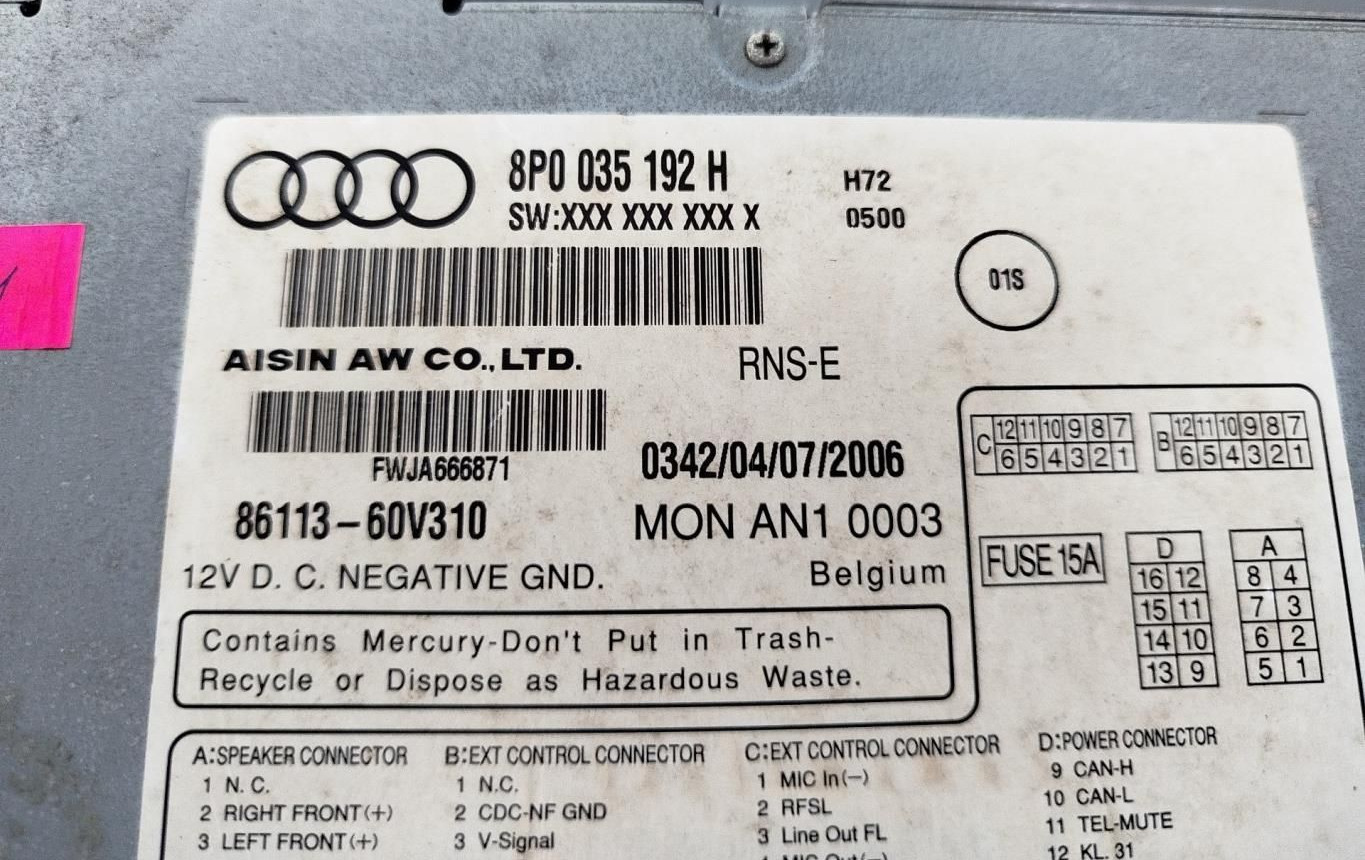 8P0 035 192 H
H72
SW:XXX XXX XXX X
0500
01S
AISIN AW CO.,LTD.
RNS-E
FWJA666871
0342/04/07/2006
86113-60V310
MON AN1 0003
12V D. C. NEGATIVE GND.
Belgium
C 12 11 10 9 8 7
6 5 4 3 2 1
B 12 11 10 9 8 7
6 5 4 3 2 1
FUSE 15A
D
16 12
15 11
14 10
13 9
A
8 4
7 3
6 2
5 1
Contains Mercury-Don't Put in Trash-
Recycle or Dispose as Hazardous Waste.
A:SPEAKER CONNECTOR
1 N. C.
2 RIGHT FRONT(+)
3 LEFT FRONT(+)
B:EXT CONTROL CONNECTOR
1 N.C.
2 CDC-NF GND
3 V-Signal
C:EXT CONTROL CONNECTOR
1 MIC In(-)
2 RFSL
3 Line Out FL
D:POWER CONNECTOR
9 CAN-H
10 CAN-L
11 TEL-MUTE
12 KL. 31